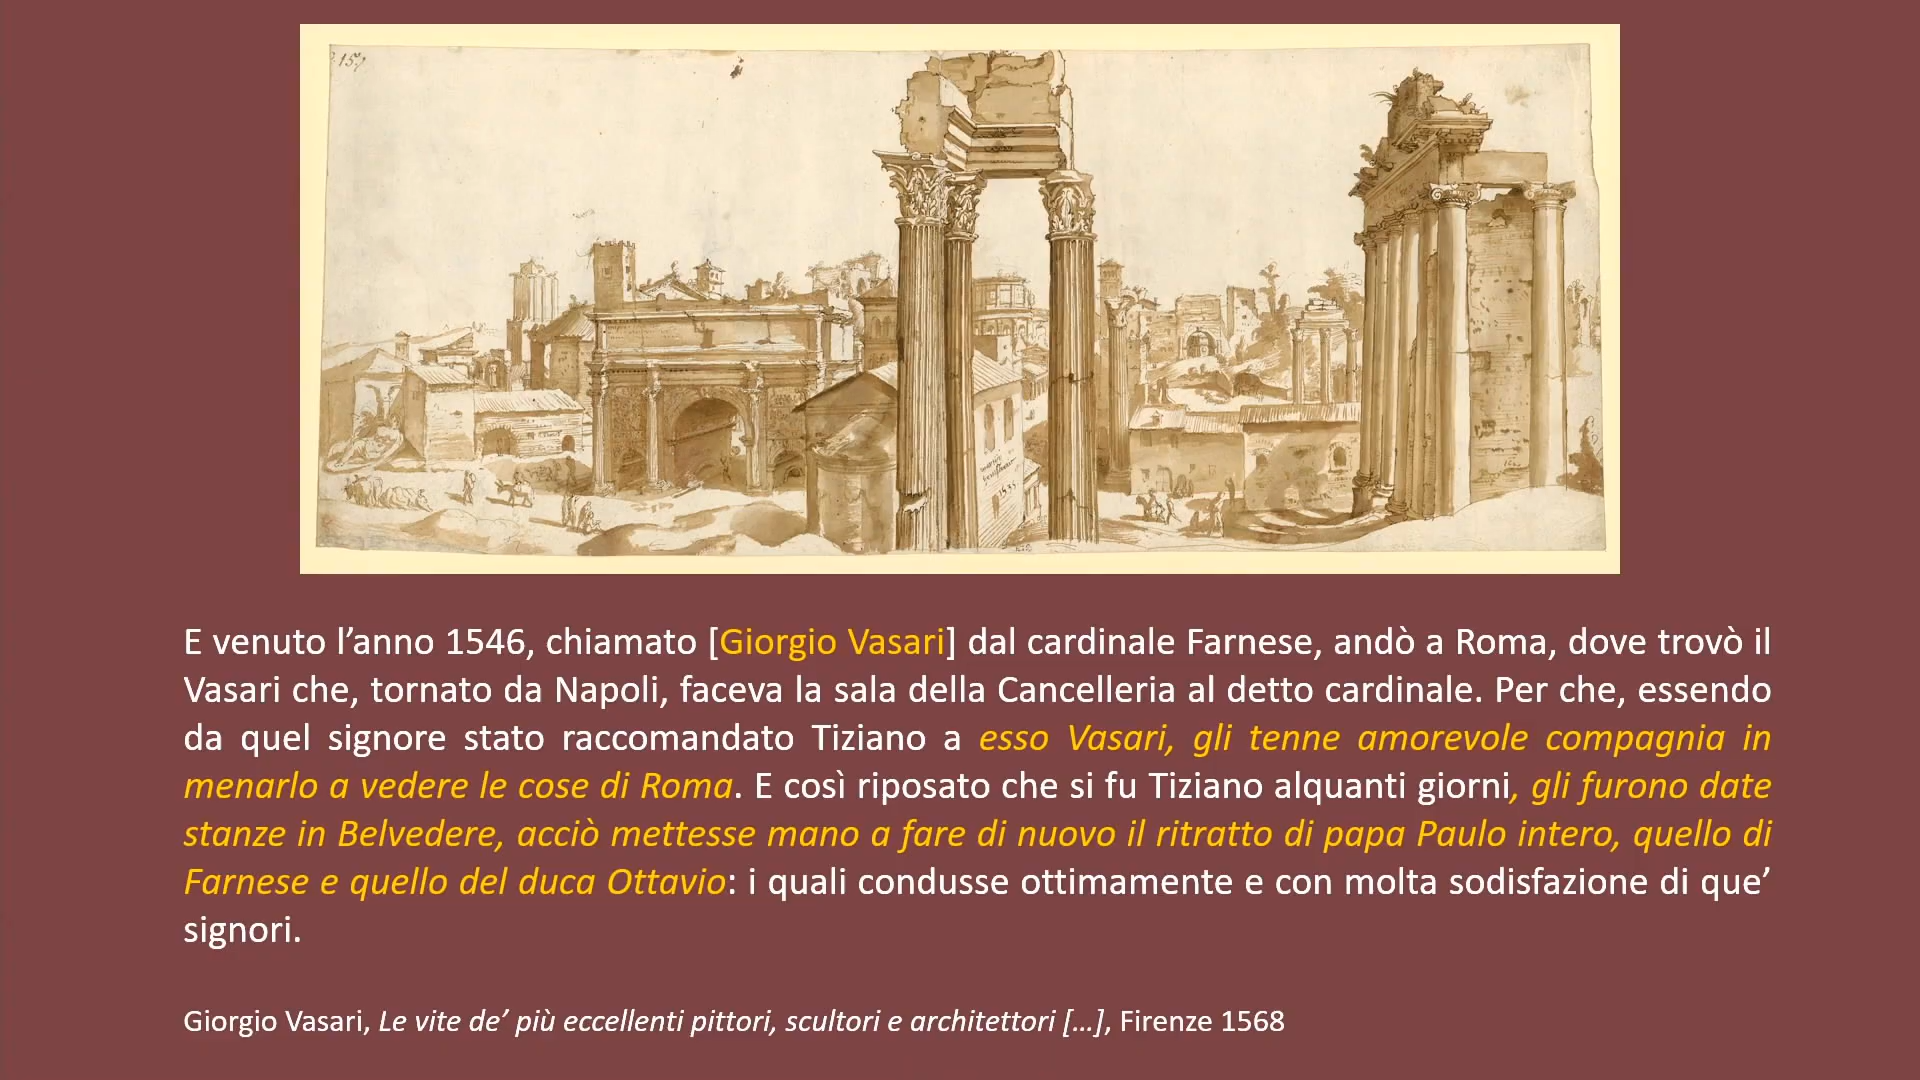 157
1535
E venuto l’anno 1546, chiamato [Giorgio Vasari] dal cardinale Farnese, andò a Roma, dove trovò il
Vasari che, tornato da Napoli, faceva la sala della Cancelleria al detto cardinale. Per che, essendo
da quel signore stato raccomandato Tiziano a esso Vasari, gli tenne amorevole compagnia in
menarlo a vedere le cose di Roma. E così riposato che si fu Tiziano alquanti giorni, gli furono date
stanze in Belvedere, acciò mettesse mano a fare di nuovo il ritratto di papa Paulo intero, quello di
Farnese e quello del duca Ottavio: i quali condusse ottimamente e con molta sodisfazione di que’
signori.
Giorgio Vasari, Le vite de’ più eccellenti pittori, scultori e architettori [...], Firenze 1568